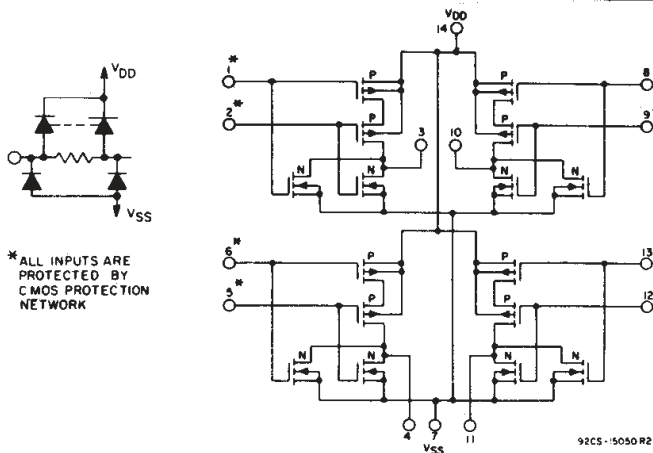 VDD
VSS
* ALL INPUTS ARE
PROTECTED BY
CMOS PROTECTION
NETWORK
VDD
14
1*
2*
P
P
N
N
3
10
P
P
N
N
8
9
6*
5*
P
P
N
N
P
P
N
N
13
12
4
7
VSS
11
92CS-15050R2